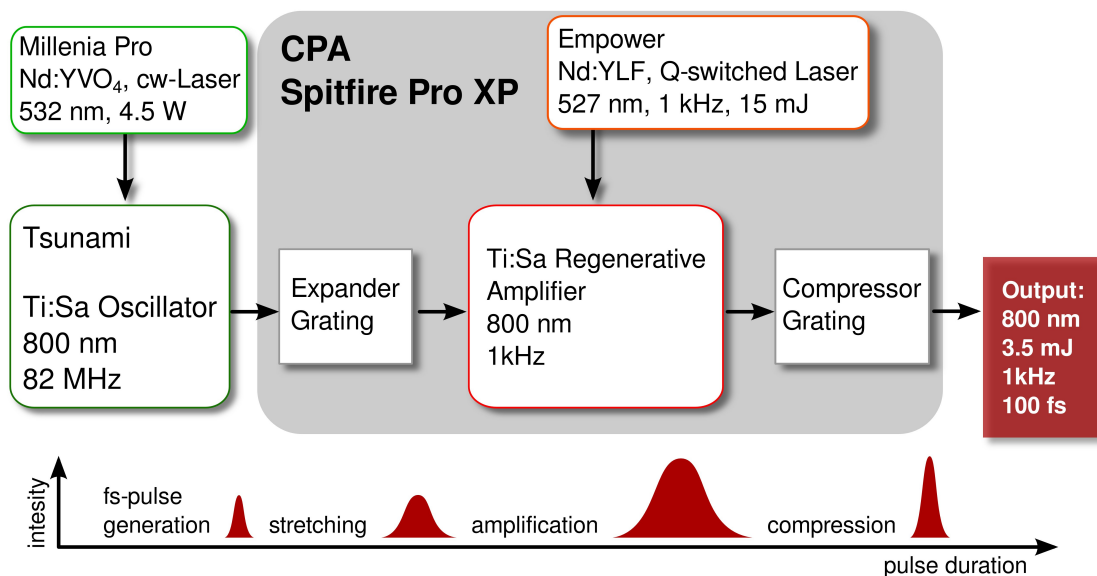 Millenia Pro
Nd:YVO₄, cw-Laser
532 nm, 4.5 W
CPA
Spitfire Pro XP
Empower
Nd:YLF, Q-switched Laser
527 nm, 1 kHz, 15 mJ
Tsunami
Ti:Sa Oscillator
800 nm
82 MHz
Expander
Grating
Ti:Sa Regenerative
Amplifier
800 nm
1kHz
Compressor
Grating
Output:
800 nm
3.5 mJ
1kHz
100 fs
intesity
fs-pulse
generation
stretching
amplification
compression
pulse duration